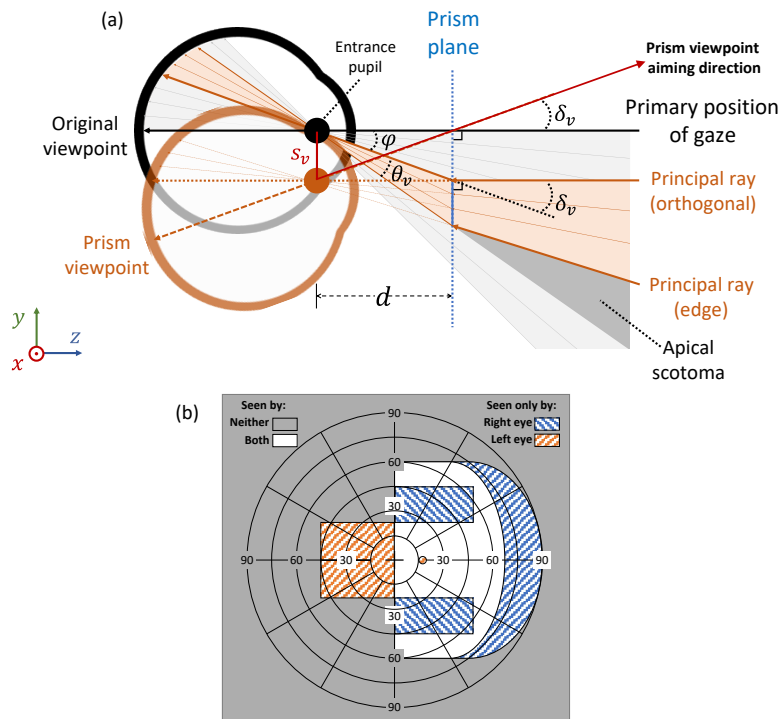 (a)
Prism
plane
Entrance
pupil
Prism viewpoint
aiming direction
δᵥ
Original
viewpoint
Primary position
of gaze
φ
sᵥ
θᵥ
Principal ray
(orthogonal)
δᵥ
Prism
viewpoint
d
Principal ray
(edge)
y
z
x
Apical
scotoma
(b)
Seen by:
Neither
Both
90
Seen only by:
Right eye
Left eye
60
60
30
30
90
60
30
30
60
90
30
30
60
60
90